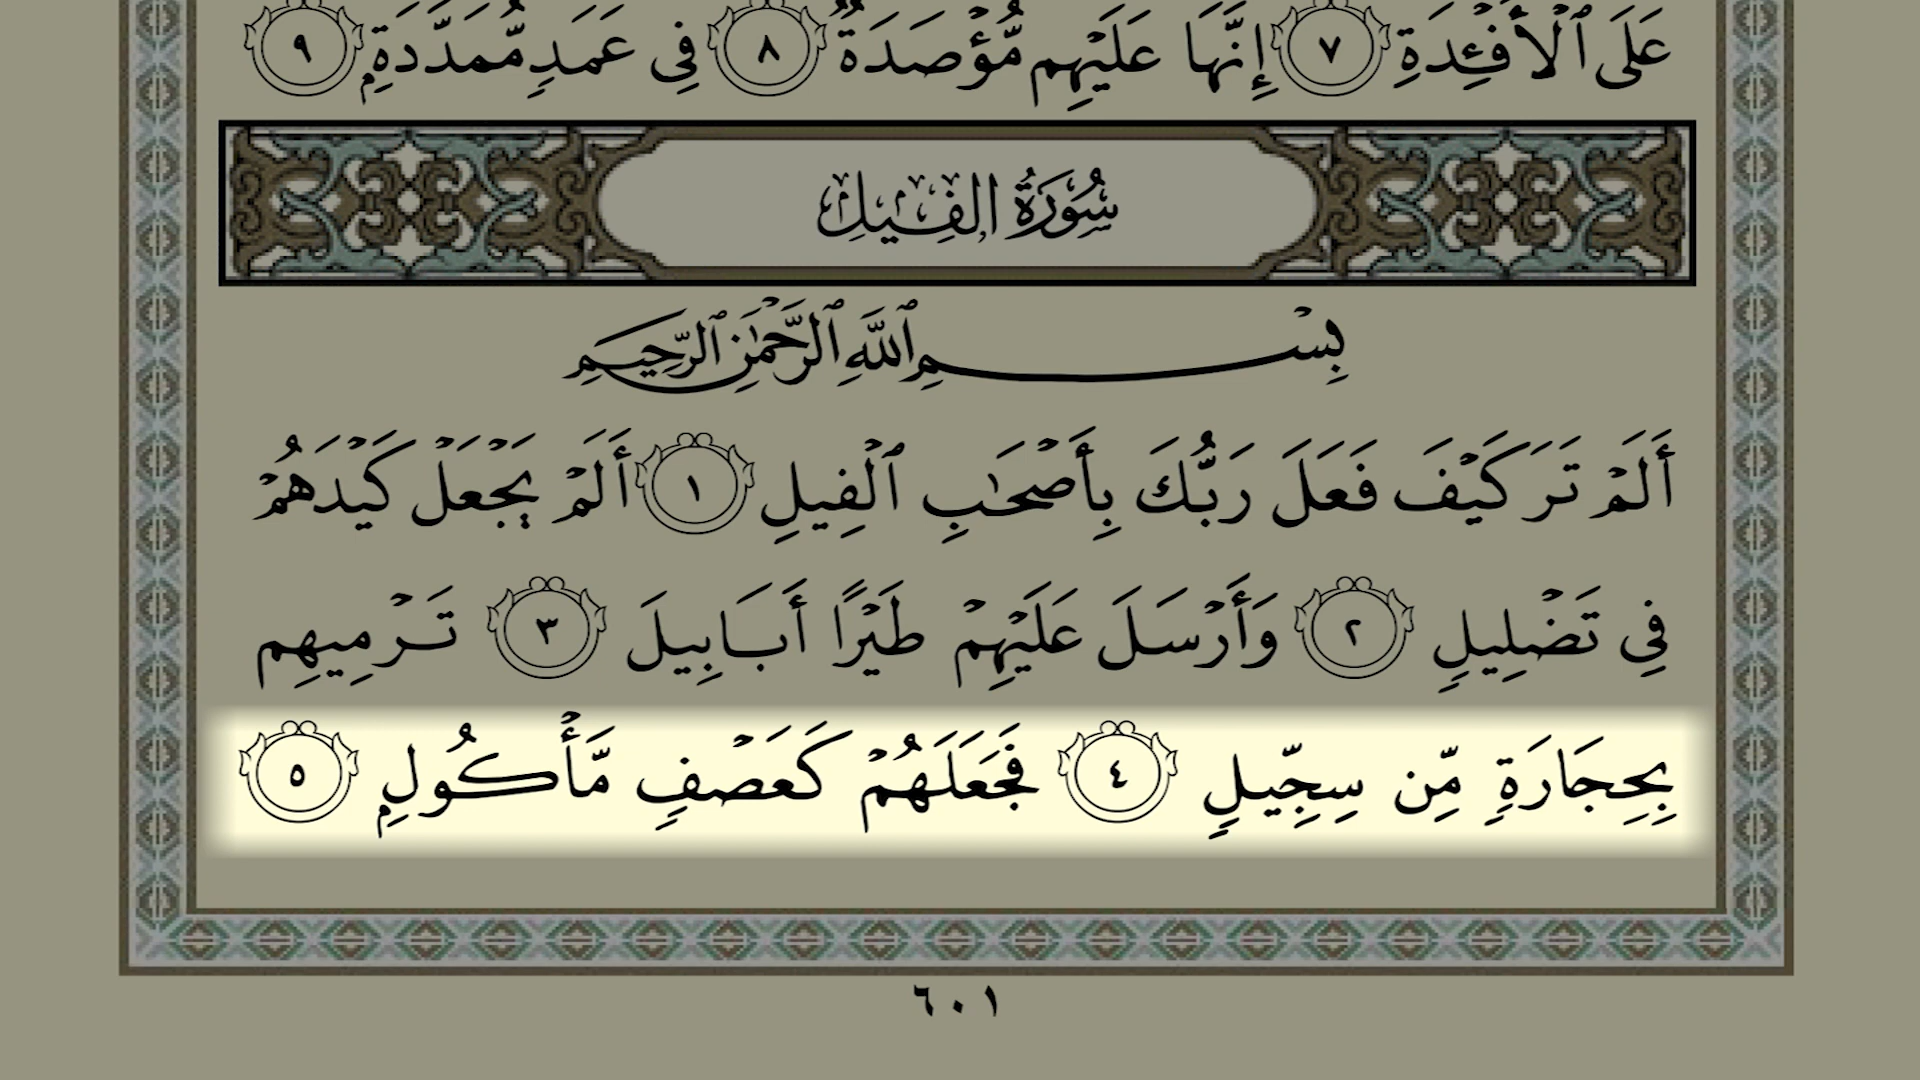 عَلَى ٱلْأَفْـِٔدَةِ ٧ إِنَّهَا عَلَيْهِم مُّؤْصَدَةٌ ٨ فِى عَمَدٍ مُّمَدَّدَةٍۭ ٩
سُورَةُ الفِيلِ
بِسْمِ ٱللَّهِ ٱلرَّحْمَٰنِ ٱلرَّحِيمِ
أَلَمْ تَرَ كَيْفَ فَعَلَ رَبُّكَ بِأَصْحَٰبِ ٱلْفِيلِ ١ أَلَمْ يَجْعَلْ كَيْدَهُمْ
فِى تَضْلِيلٍ ٢ وَأَرْسَلَ عَلَيْهِمْ طَيْرًا أَبَابِيلَ ٣ تَرْمِيهِم
بِحِجَارَةٍ مِّن سِجِّيلٍ ٤ فَجَعَلَهُمْ كَعَصْفٍ مَّأْكُولٍۭ ٥
٦٠١